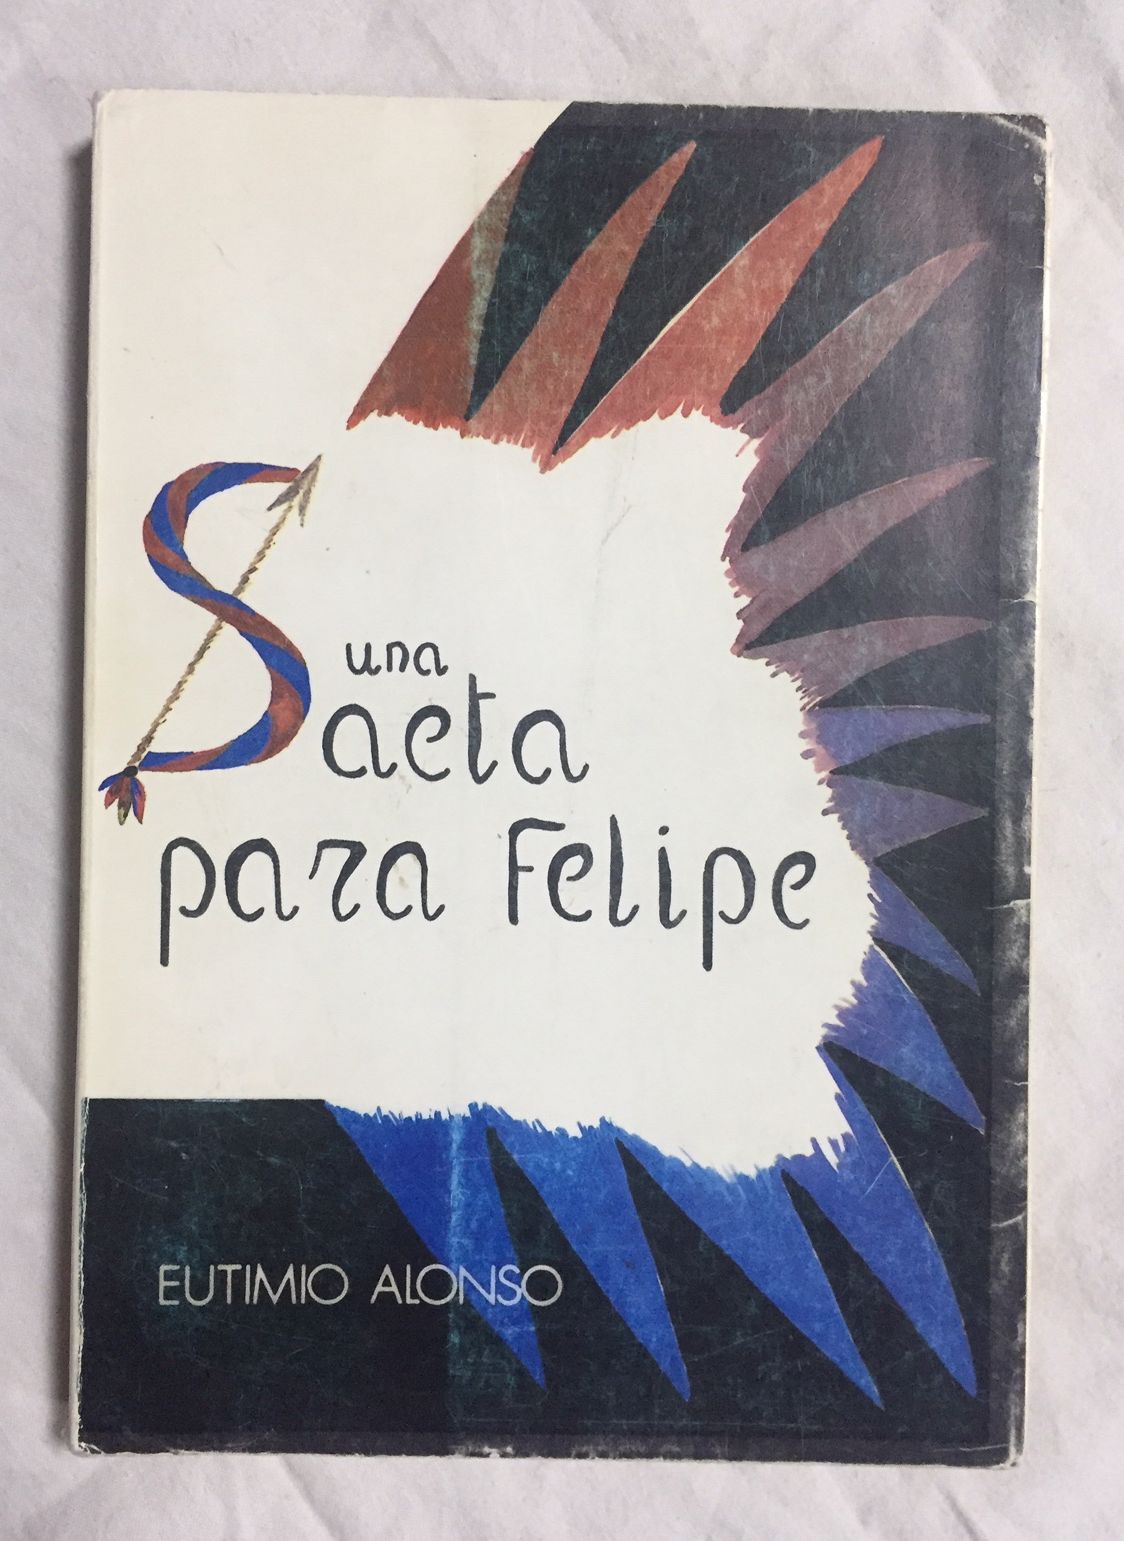 una
Saeta
para Felipe
EUTIMIO ALONSO